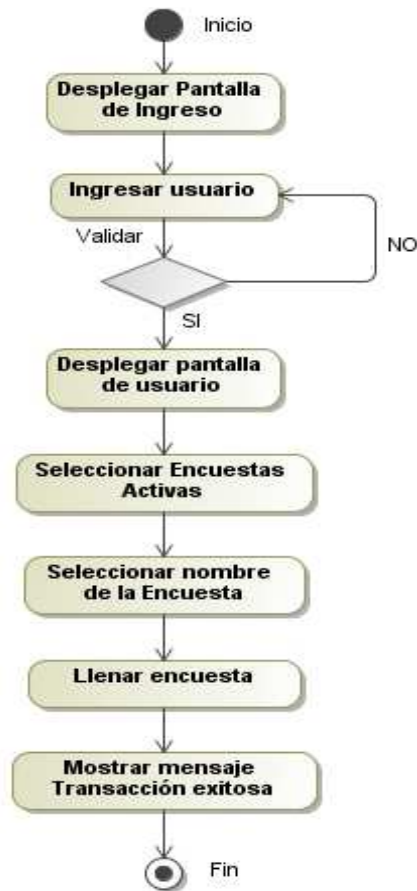 Inicio
Desplegar Pantalla
de Ingreso
Ingresar usuario
Validar
NO
SI
Desplegar pantalla
de usuario
Seleccionar Encuestas
Activas
Seleccionar nombre
de la Encuesta
Llenar encuesta
Mostrar mensaje
Transacción exitosa
Fin